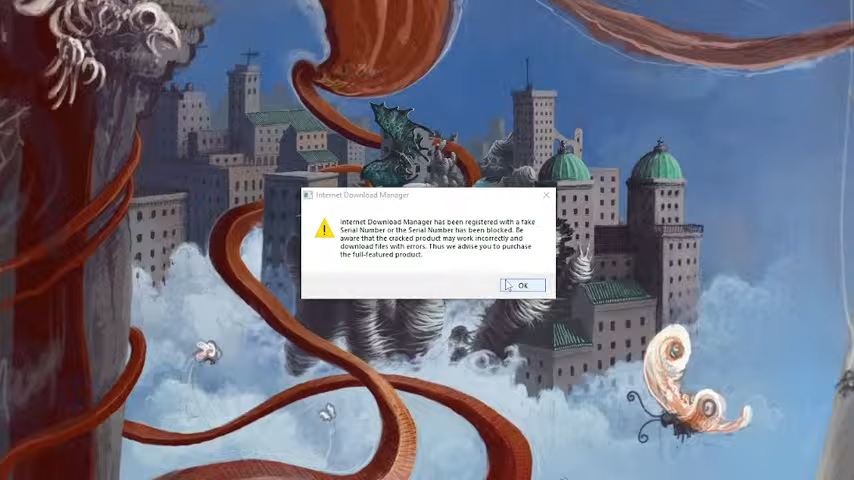 Internet Download Manager
Internet Download Manager has been registered with a fake
Serial Number or the Serial Number has been blocked. Be
aware that the cracked product may work incorrectly and
download files with errors. Thus we advise you to purchase
the full-featured product.
OK